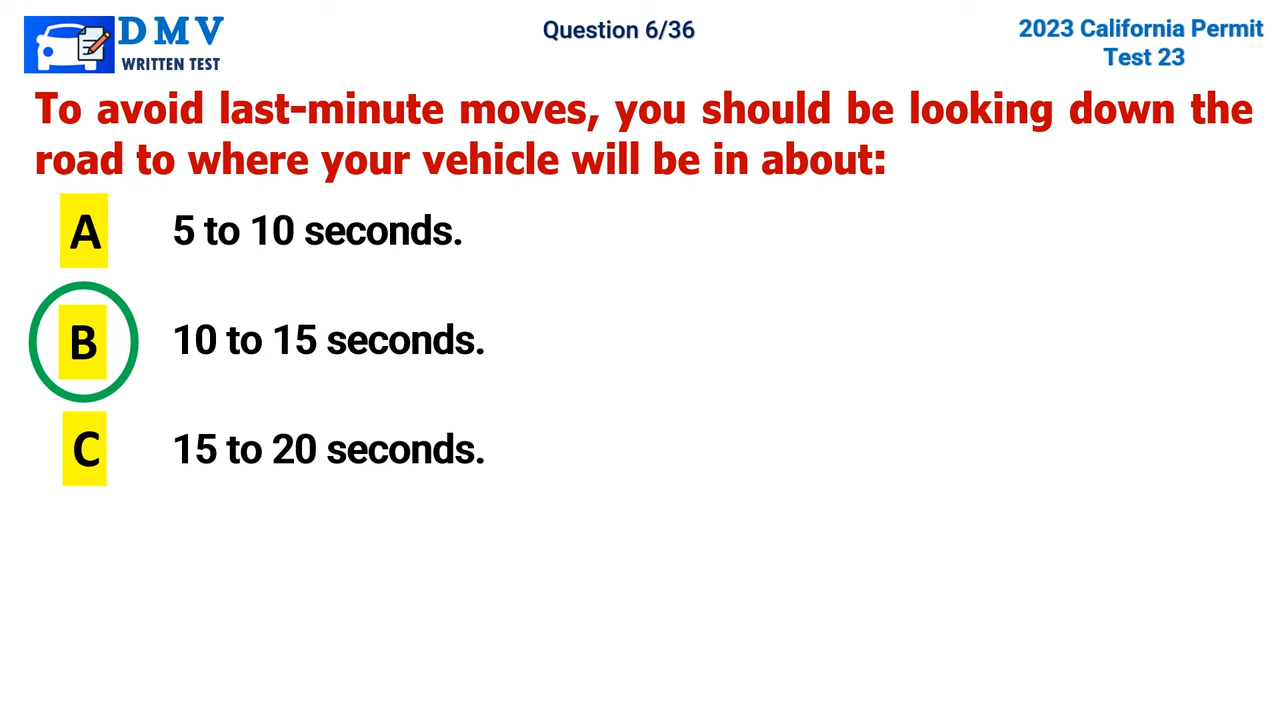 DMV
WRITTEN TEST
Question 6/36
2023 California Permit
Test 23
To avoid last-minute moves, you should be looking down the
road to where your vehicle will be in about:
A 5 to 10 seconds.
B 10 to 15 seconds.
C 15 to 20 seconds.